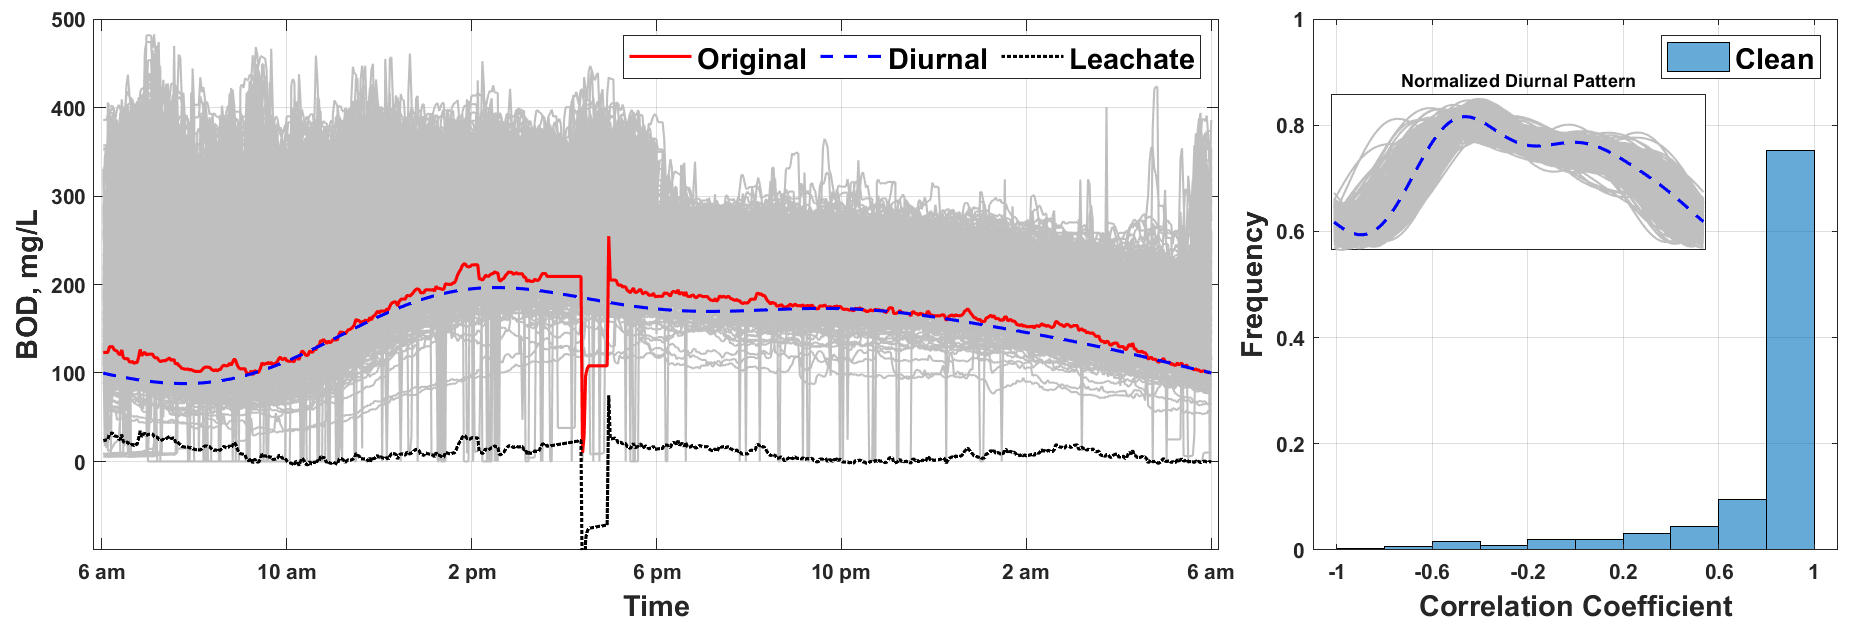 500
400
300
200
100
0
BOD, mg/L
Original Diurnal Leachate
6 am 10 am 2 pm 6 pm 10 pm 2 am 6 am
Time
1
0.8
0.6
0.4
0.2
0
Frequency
Clean
Normalized Diurnal Pattern
-1 -0.6 -0.2 0.2 0.6 1
Correlation Coefficient